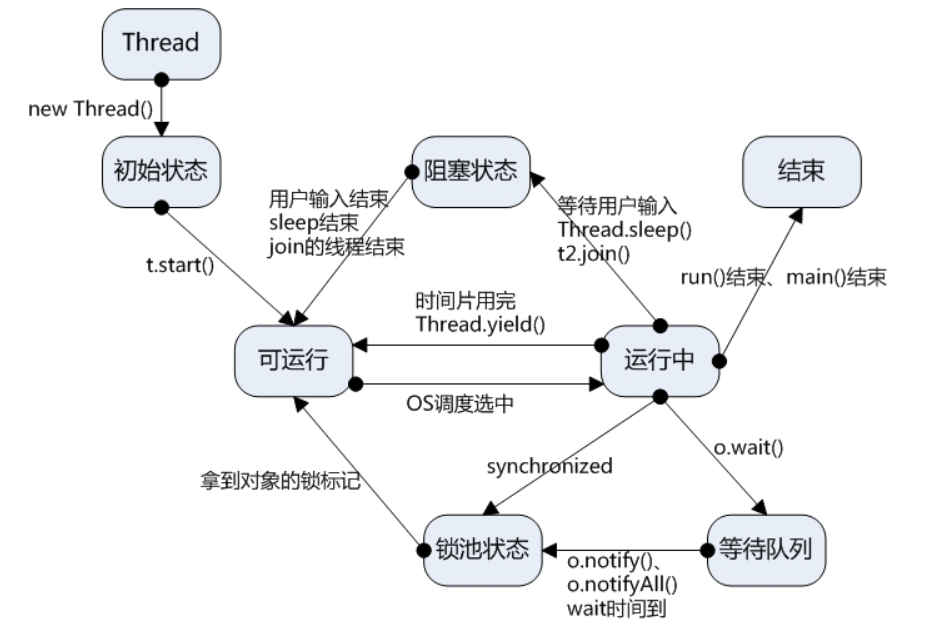 Thread
new Thread()
初始状态
阻塞状态
结束
用户输入结束
sleep结束
join的线程结束
等待用户输入
Thread.sleep()
t2.join()
t.start()
run()结束、main()结束
时间片用完
Thread.yield()
可运行
运行中
OS调度选中
synchronized
o.wait()
拿到对象的锁标记
锁池状态
等待队列
o.notify()、
o.notifyAll()
wait时间到